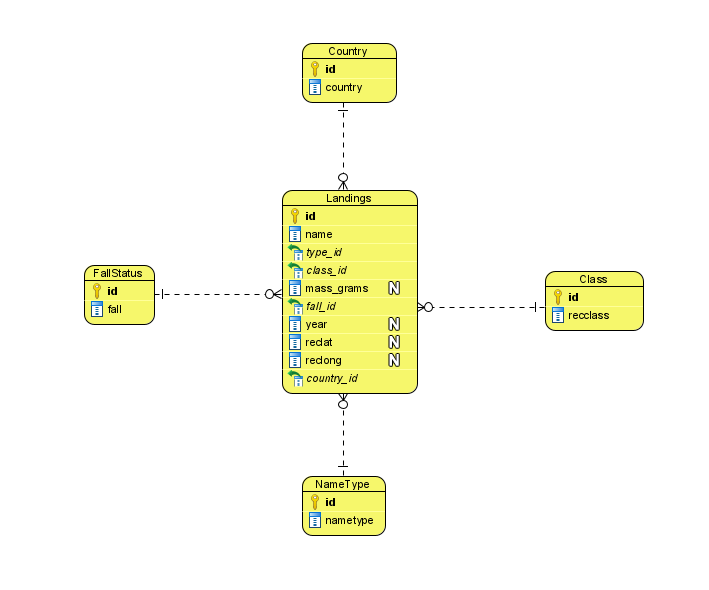 Country
id
country
Landings
id
name
type_id
class_id
mass_grams N
fall_id
year N
reclat N
reclong N
country_id
FallStatus
id
fall
Class
id
recclass
NameType
id
nametype